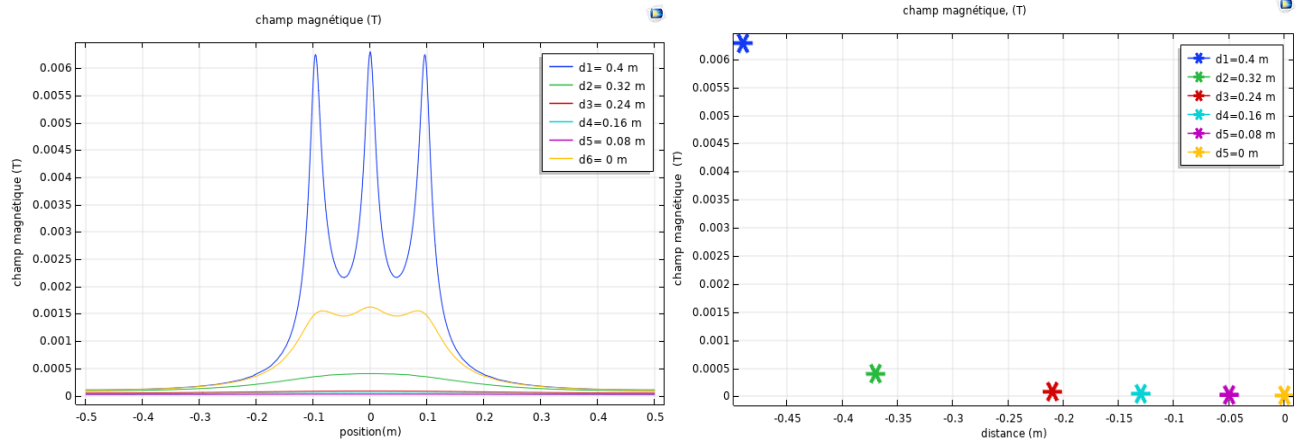 champ magnétique (T)
champ magnétique (T)
0.006
0.0055
0.005
0.0045
0.004
0.0035
0.003
0.0025
0.002
0.0015
0.001
0.0005
0
d1= 0.4 m
d2= 0.32 m
d3= 0.24 m
d4=0.16 m
d5= 0.08 m
d6= 0 m
-0.5 -0.4 -0.3 -0.2 -0.1 0 0.1 0.2 0.3 0.4 0.5
position(m)
champ magnétique, (T)
champ magnétique (T)
0.006
0.0055
0.005
0.0045
0.004
0.0035
0.003
0.0025
0.002
0.0015
0.001
0.0005
0
d1=0.4 m
d2=0.32 m
d3=0.24 m
d4=0.16 m
d5=0.08 m
d5=0 m
-0.45 -0.4 -0.35 -0.3 -0.25 -0.2 -0.15 -0.1 -0.05 0
distance (m)